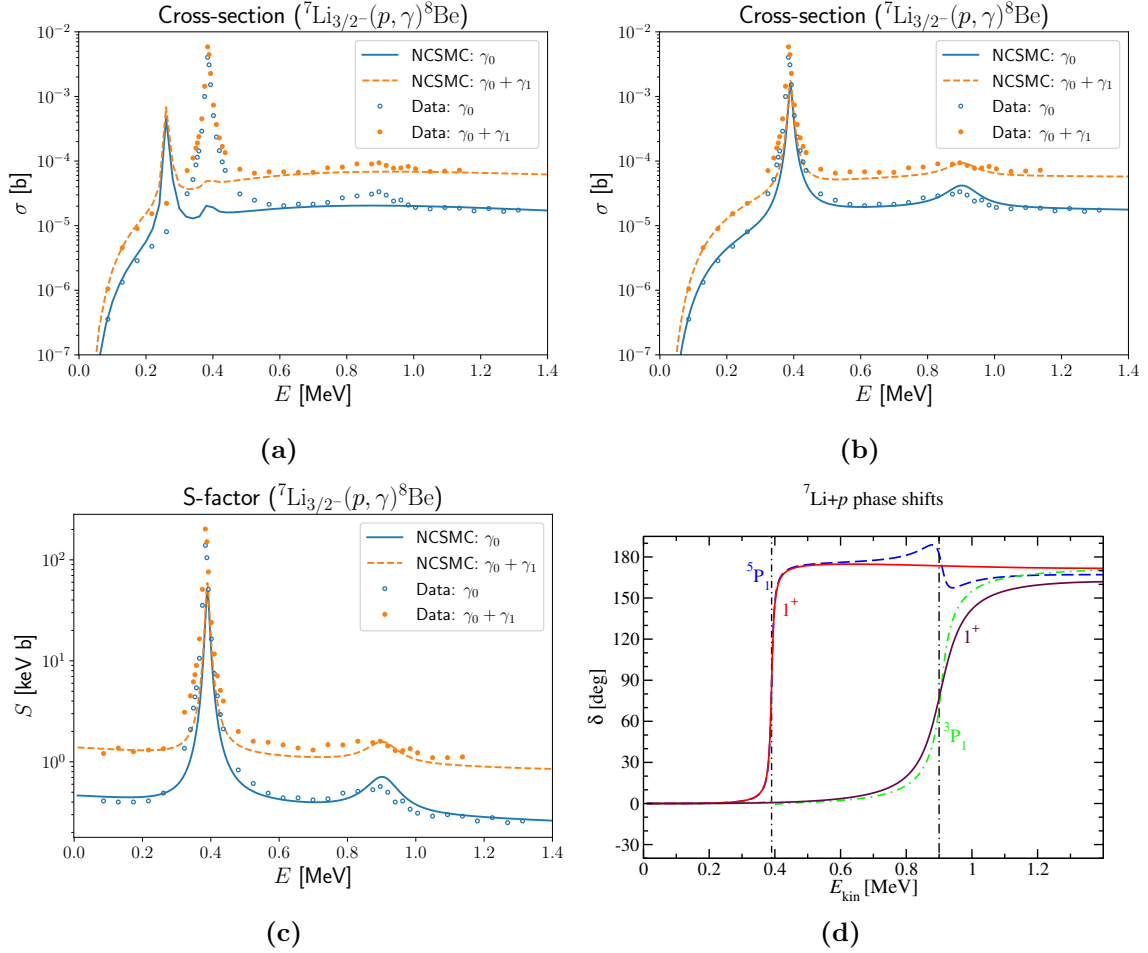 Cross-section (⁷Li₃/₂₋(p, γ)⁸Be)
σ [b]
10⁻²
10⁻³
10⁻⁴
10⁻⁵
10⁻⁶
10⁻⁷
NCSMC: γ₀
NCSMC: γ₀ + γ₁
Data: γ₀
Data: γ₀ + γ₁
0.0 0.2 0.4 0.6 0.8 1.0 1.2 1.4
E [MeV]
(a)
Cross-section (⁷Li₃/₂₋(p, γ)⁸Be)
σ [b]
10⁻²
10⁻³
10⁻⁴
10⁻⁵
10⁻⁶
10⁻⁷
NCSMC: γ₀
NCSMC: γ₀ + γ₁
Data: γ₀
Data: γ₀ + γ₁
0.0 0.2 0.4 0.6 0.8 1.0 1.2 1.4
E [MeV]
(b)
S-factor (⁷Li₃/₂₋(p, γ)⁸Be)
S [keV b]
10²
10¹
10⁰
NCSMC: γ₀
NCSMC: γ₀ + γ₁
Data: γ₀
Data: γ₀ + γ₁
0.0 0.2 0.4 0.6 0.8 1.0 1.2 1.4
E [MeV]
(c)
⁷Li+p phase shifts
δ [deg]
180
150
120
90
60
30
0
-30
⁵P₁
1⁺
1⁺
³P₁
0 0.2 0.4 0.6 0.8 1 1.2
E_kin [MeV]
(d)